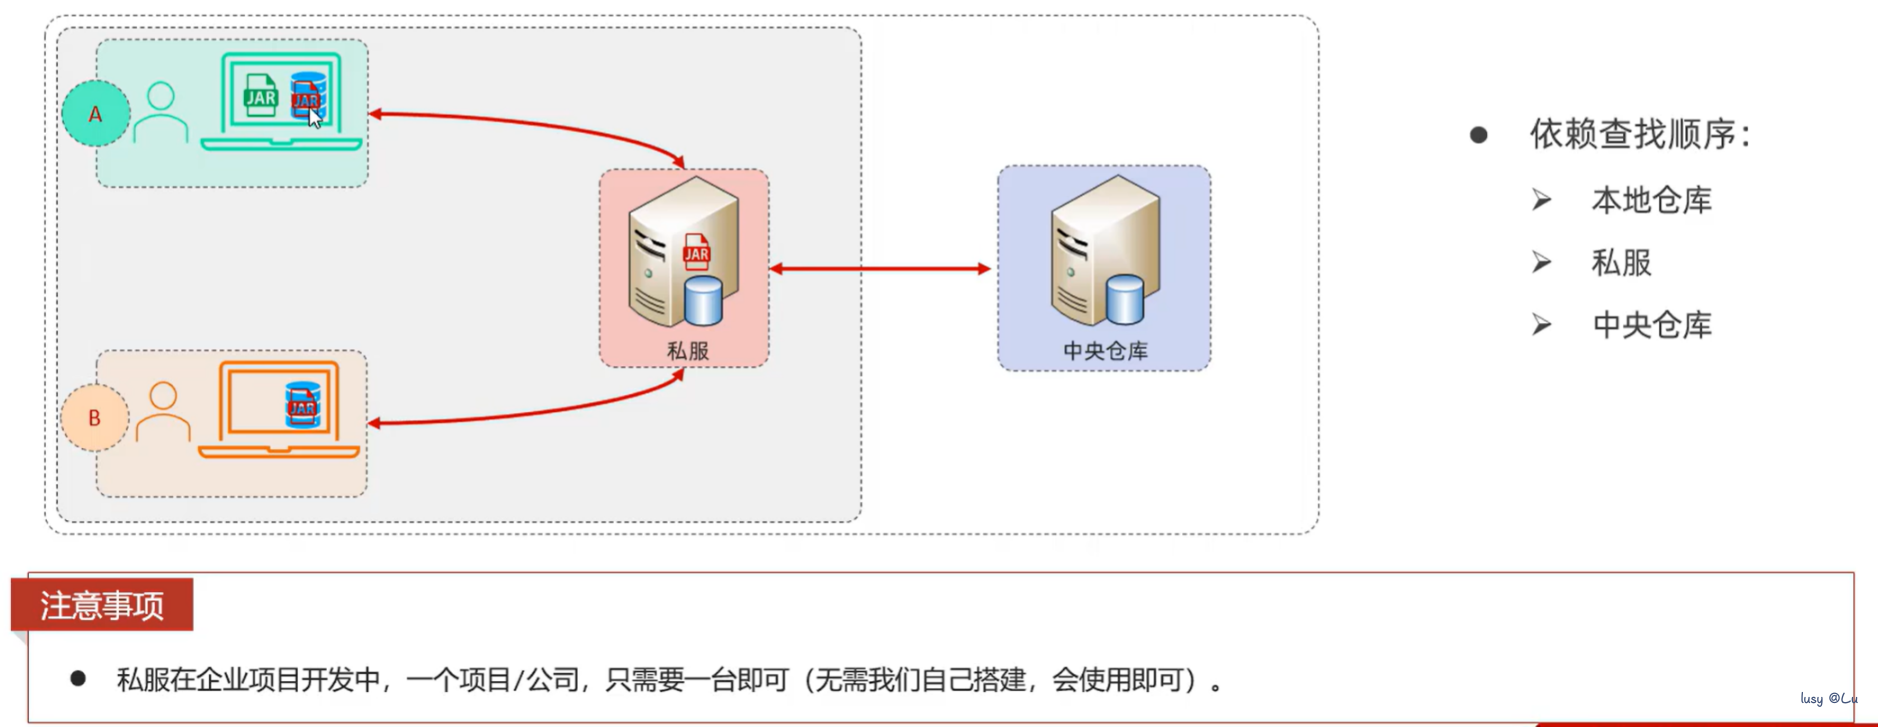 A
JAR
JAR
JAR
私服
中央仓库
B
JAR
依赖查找顺序：
本地仓库
私服
中央仓库
注意事项
私服在企业项目开发中，一个项目/公司，只需要一台即可（无需我们自己搭建，会使用即可）。
lusy @Lu